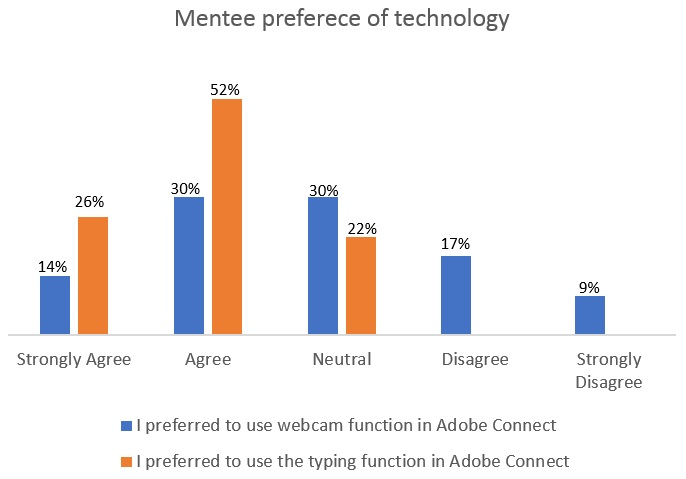 Mentee preferece of technology
52%
30%
30%
26%
22%
17%
14%
9%
Strongly Agree
Agree
Neutral
Disagree
Strongly
Disagree
I preferred to use webcam function in Adobe Connect
I preferred to use the typing function in Adobe Connect